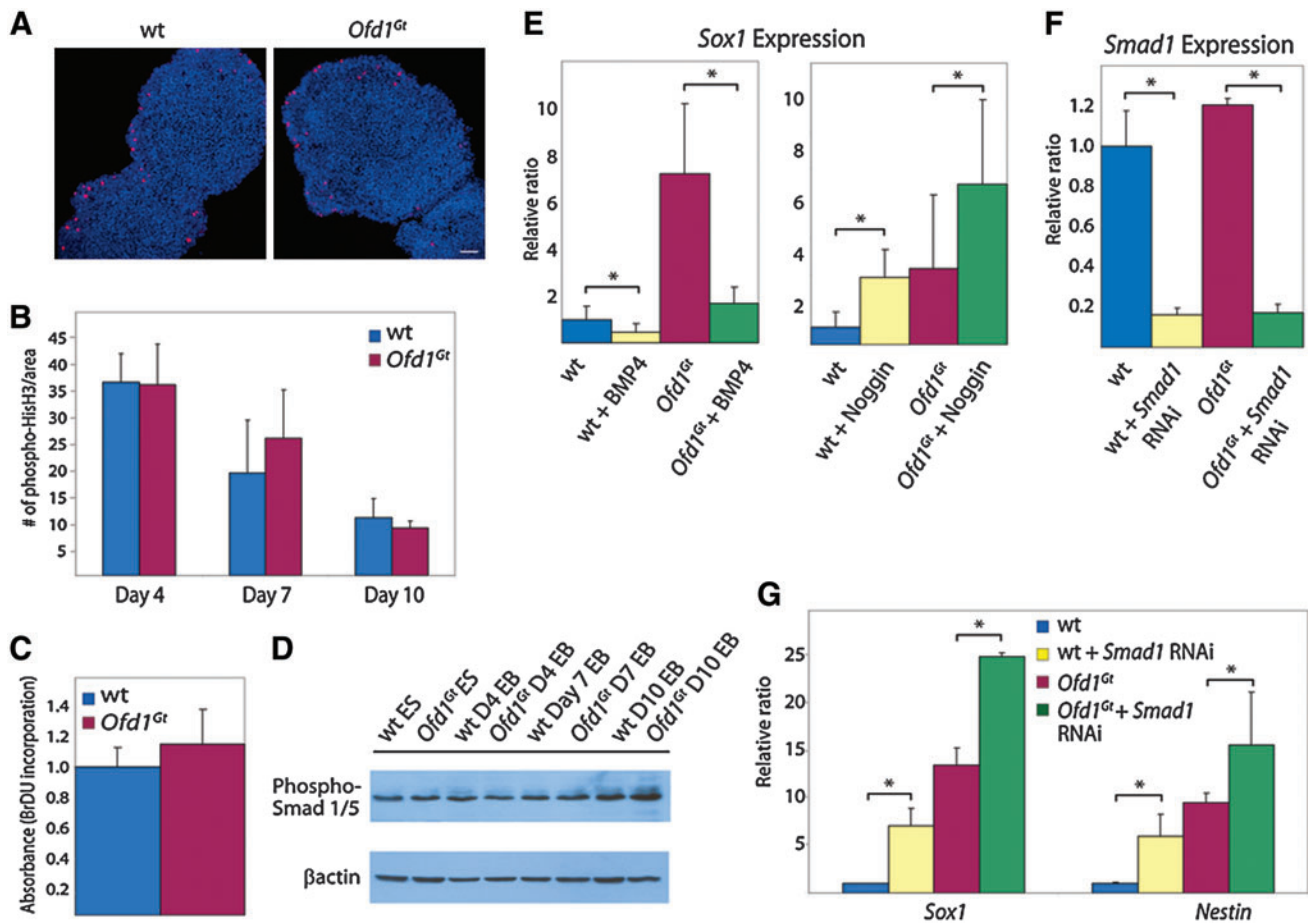 A
wt
Ofd1Gt
B
# of phospho-HisH3/area
45
40
35
30
25
20
15
10
5
wt
Ofd1Gt
Day 4
Day 7
Day 10
C
Absorbance (BrDU incorporation)
1.4
1.2
1.0
0.8
0.6
0.4
0.2
wt
Ofd1Gt
D
wt ES
Ofd1Gt ES
wt D4 EB
Ofd1Gt D4 EB
wt Day 7 EB
Ofd1Gt D7 EB
wt D10 EB
Ofd1Gt D10 EB
Phospho-
Smad 1/5
βactin
E
Sox1 Expression
Relative ratio
10
8
6
4
2
*
*
wt
wt + BMP4
Ofd1Gt
Ofd1Gt + BMP4
Relative ratio
10
8
6
4
2
*
*
wt
wt + Noggin
Ofd1Gt
Ofd1Gt + Noggin
F
Smad1 Expression
Relative ratio
1.2
1.0
0.8
0.6
0.4
0.2
*
*
wt
wt + Smad1
RNAi
Ofd1Gt
Ofd1Gt + Smad1
RNAi
G
Relative ratio
25
20
15
10
5
*
*
*
*
wt
wt + Smad1 RNAi
Ofd1Gt
Ofd1Gt + Smad1
RNAi
Sox1
Nestin